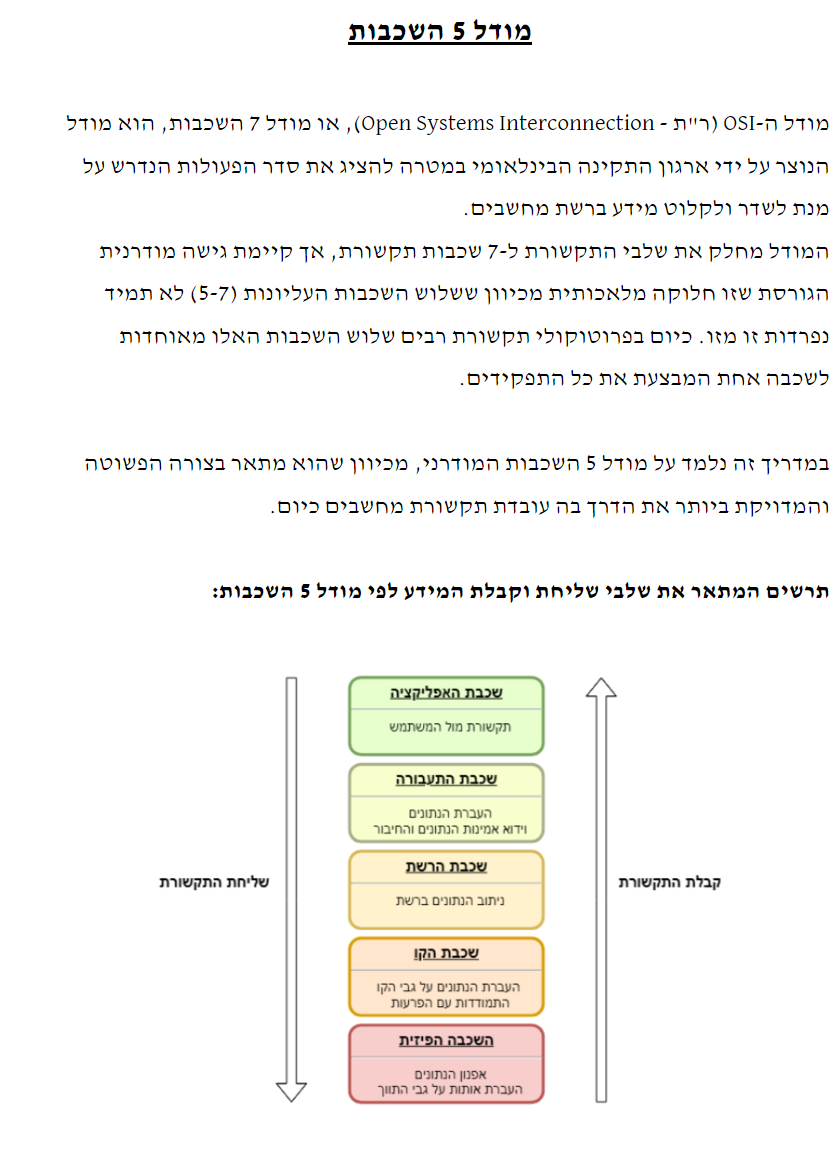 מודל 5 השכבות
מודל ה-OSI (ר"ת - Open Systems Interconnection), או מודל 7 השכבות, הוא מודל
הנוצר על ידי ארגון התקינה הבינלאומי במטרה להציג את סדר הפעולות הנדרש על
מנת לשדר ולקלוט מידע ברשת מחשבים.
המודל מחלק את שלבי התקשורת ל-7 שכבות תקשורת, אך קיימת גישה מודרנית
הגורסת שזו חלוקה מלאכותית מכיוון ששלוש השכבות העליונות (5-7) לא תמיד
נפרדות זו מזו. כיום בפרוטוקולי תקשורת רבים שלוש השכבות האלו מאוחדות
לשכבה אחת המבצעת את כל התפקידים.
במדריך זה נלמד על מודל 5 השכבות המודרני, מכיוון שהוא מתאר בצורה הפשוטה
והמדויקת ביותר את הדרך בה עובדת תקשורת מחשבים כיום.
תרשים המתאר את שלבי שליחת וקבלת המידע לפי מודל 5 השכבות:
שכבת האפליקציה
תקשורת מול המשתמש
שכבת התעבורה
העברת הנתונים
וידוא אמינות הנתונים והחיבור
שכבת הרשת
ניתוב הנתונים ברשת
שכבת הקו
העברת הנתונים על גבי הקו
התמודדות עם הפרעות
השכבה הפיזית
אפנון הנתונים
העברת אותות על גבי התווך
קבלת התקשורת
שליחת התקשורת